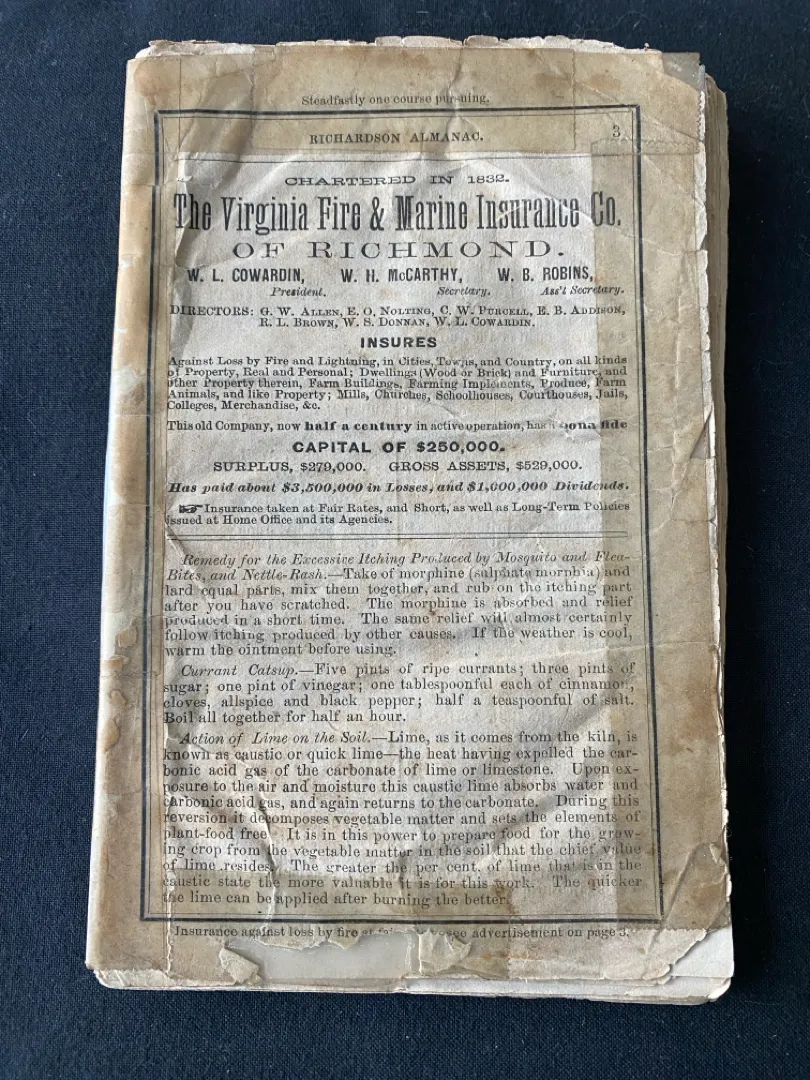 Steadfastly one course pursuing.
RICHARDSON ALMANAC. 3
CHARTERED IN 1832.
The Virginia Fire & Marine Insurance Co.
OF RICHMOND.
W. L. COWARDIN, W. H. McCARTHY, W. B. ROBINS,
President. Secretary. Ass't Secretary.
DIRECTORS: G. W. ALLEN, E. O. NOLTING, C. W. PURCELL, E. B. ADDISON,
R. L. BROWN, W. S. DONNAN, W. L. COWARDIN.
INSURES
Against Loss by Fire and Lightning, in Cities, Towns, and Country, on all kinds
of Property, Real and Personal; Dwellings (Wood or Brick) and Furniture, and
other Property therein, Farm Buildings, Farming Implements, Produce, Farm
Animals, and like Property; Mills, Churches, Schoolhouses, Courthouses, Jails,
Colleges, Merchandise, &c.
This old Company, now half a century in active operation, has bona fide
CAPITAL OF $250,000.
SURPLUS, $279,000. GROSS ASSETS, $529,000.
Has paid about $3,500,000 in Losses, and $1,000,000 Dividends.
☞ Insurance taken at Fair Rates, and Short, as well as Long-Term Policies
issued at Home Office and its Agencies.
Remedy for the Excessive Itching Produced by Mosquito and Flea-
Bites, and Nettle-Rash.—Take of morphine (sulphate morphia) and
lard equal parts, mix them together, and rub on the itching part
after you have scratched. The morphine is absorbed and relief
produced in a short time. The same relief will almost certainly
follow itching produced by other causes. If the weather is cool,
warm the ointment before using.
Currant Catsup.—Five pints of ripe currants; three pints of
sugar; one pint of vinegar; one tablespoonful each of cinnamon,
cloves, allspice and black pepper; half a teaspoonful of salt.
Boil all together for half an hour.
Action of Lime on the Soil.—Lime, as it comes from the kiln, is
known as caustic or quick lime—the heat having expelled the car-
bonic acid gas of the carbonate of lime or limestone. Upon ex-
posure to the air and moisture this caustic lime absorbs water and
carbonic acid gas, and again returns to the carbonate. During this
reversion it decomposes vegetable matter and sets the elements of
plant-food free. It is in this power to prepare food for the grow-
ing crop from the vegetable matter in the soil that the chief value
of lime resides. The greater the per cent. of lime that is in the
caustic state the more valuable it is for this work. The quicker
the lime can be applied after burning the better.
Insurance against loss by fire at see advertisement on page 3.